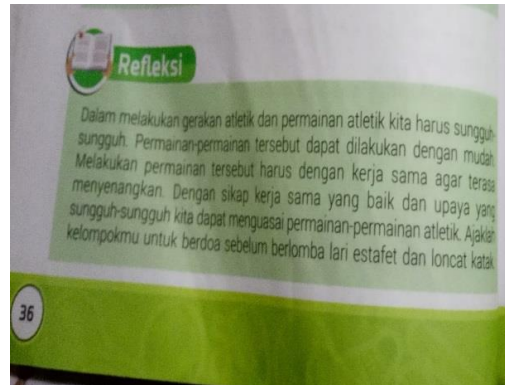 Refleksi
Dalam melakukan gerakan atletik dan permainan atletik kita harus sungguh-
sungguh. Permainan-permainan tersebut dapat dilakukan dengan mudah.
Melakukan permainan tersebut harus dengan kerja sama agar terasa
menyenangkan. Dengan sikap kerja sama yang baik dan upaya yang
sungguh-sungguh kita dapat menguasai permainan-permainan atletik. Ajaklah
kelompokmu untuk berdoa sebelum berlomba lari estafet dan loncat katak.
36